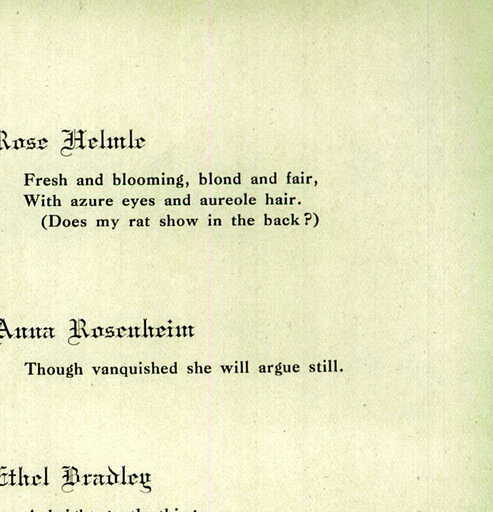 Rose Helmle
Fresh and blooming, blond and fair,
With azure eyes and aureole hair.
(Does my rat show in the back?)
Anna Rosenheim
Though vanquished she will argue still.
Ethel Bradley